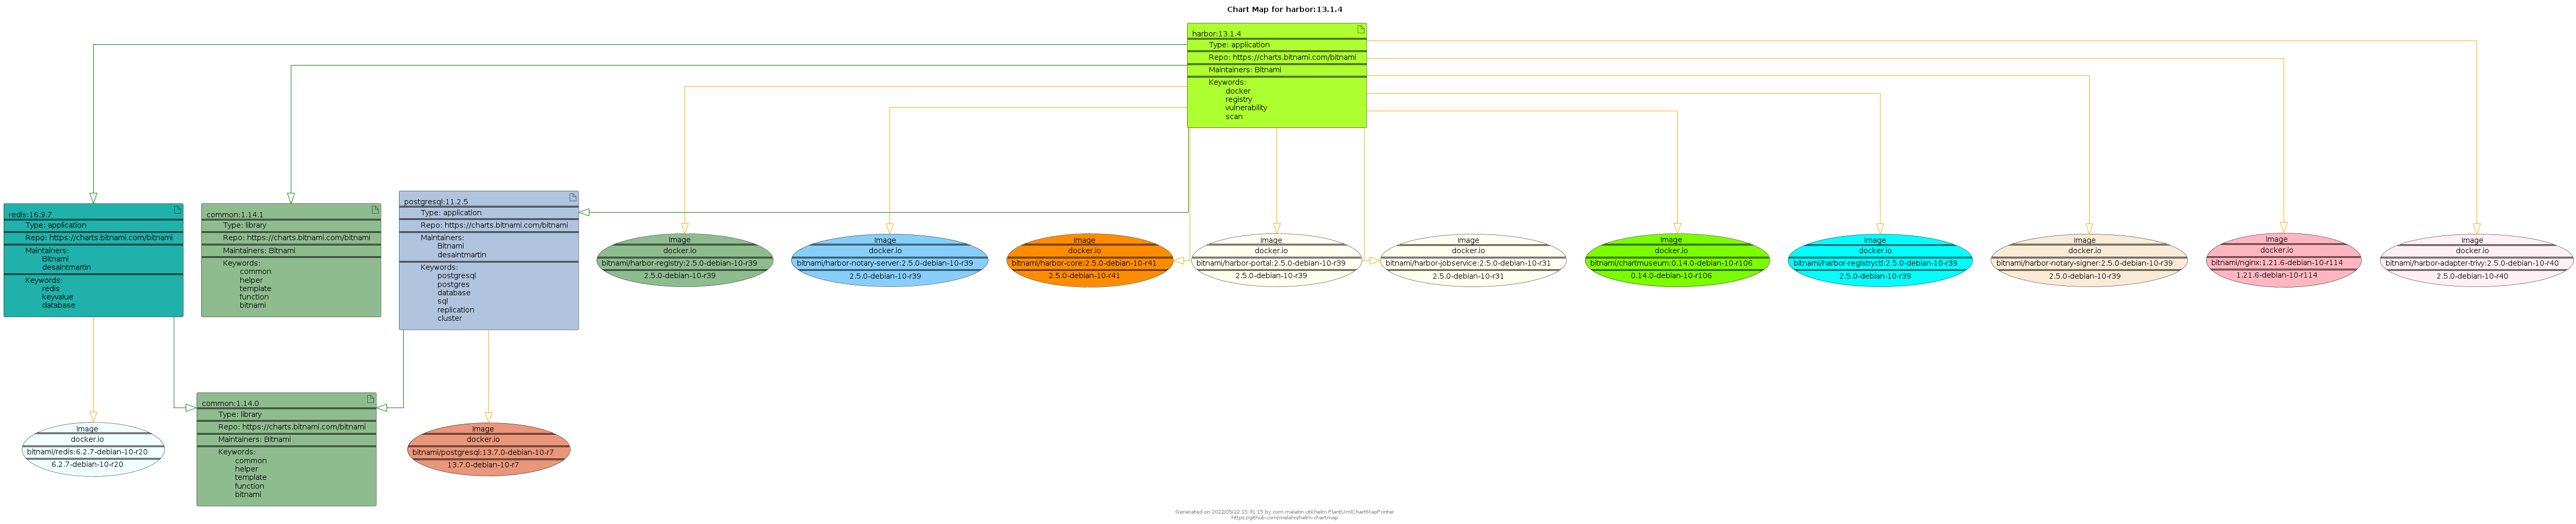 Chart Map for harbor:13.1.4
harbor:13.1.4
Type: application
Repo: https://charts.bitnami.com/bitnami
Maintainers: Bitnami
Keywords:
docker
registry
vulnerability
scan
redis:16.9.7
Type: application
Repo: https://charts.bitnami.com/bitnami
Maintainers:
Bitnami
desaintmartin
Keywords:
redis
keyvalue
database
common:1.14.1
Type: library
Repo: https://charts.bitnami.com/bitnami
Maintainers: Bitnami
Keywords:
common
helper
template
function
bitnami
postgresql:11.2.5
Type: application
Repo: https://charts.bitnami.com/bitnami
Maintainers:
Bitnami
desaintmartin
Keywords:
postgresql
postgres
database
sql
replication
cluster
Image
docker.io
bitnami/harbor-registry:2.5.0-debian-10-r39
2.5.0-debian-10-r39
Image
docker.io
bitnami/harbor-notary-server:2.5.0-debian-10-r39
2.5.0-debian-10-r39
Image
docker.io
bitnami/harbor-core:2.5.0-debian-10-r41
2.5.0-debian-10-r41
Image
docker.io
bitnami/harbor-portal:2.5.0-debian-10-r39
2.5.0-debian-10-r39
Image
docker.io
bitnami/harbor-jobservice:2.5.0-debian-10-r31
2.5.0-debian-10-r31
Image
docker.io
bitnami/chartmuseum:0.14.0-debian-10-r106
0.14.0-debian-10-r106
Image
docker.io
bitnami/harbor-registryctl:2.5.0-debian-10-r39
2.5.0-debian-10-r39
Image
docker.io
bitnami/harbor-notary-signer:2.5.0-debian-10-r39
2.5.0-debian-10-r39
Image
docker.io
bitnami/nginx:1.21.6-debian-10-r114
1.21.6-debian-10-r114
Image
docker.io
bitnami/harbor-adapter-trivy:2.5.0-debian-10-r40
2.5.0-debian-10-r40
Image
docker.io
bitnami/redis:6.2.7-debian-10-r20
6.2.7-debian-10-r20
common:1.14.0
Type: library
Repo: https://charts.bitnami.com/bitnami
Maintainers: Bitnami
Keywords:
common
helper
template
function
bitnami
Image
docker.io
bitnami/postgresql:13.7.0-debian-10-r7
13.7.0-debian-10-r7
Generated on 2022/05/22 15:31:15 by com.melahn.util.helm.PlantUmlChartMapPrinter
https://github.com/melahn/helm-chartmap